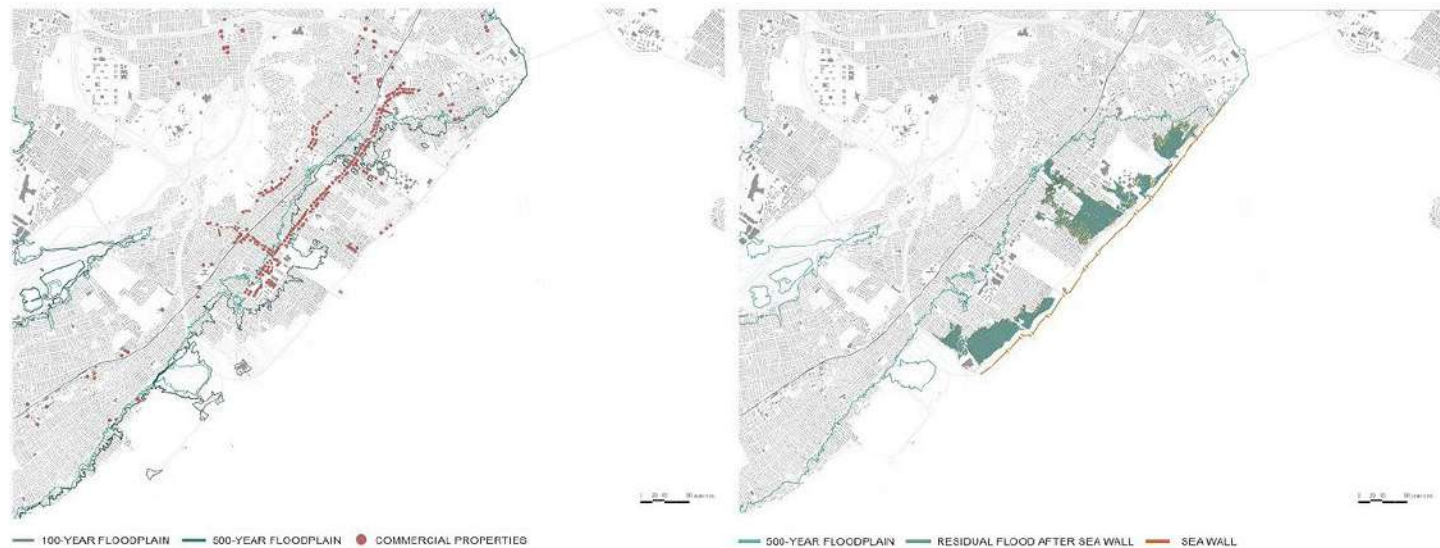 100-YEAR FLOODPLAIN 500-YEAR FLOODPLAIN COMMERCIAL PROPERTIES
500-YEAR FLOODPLAIN RESIDUAL FLOOD AFTER SEA WALL SEA WALL